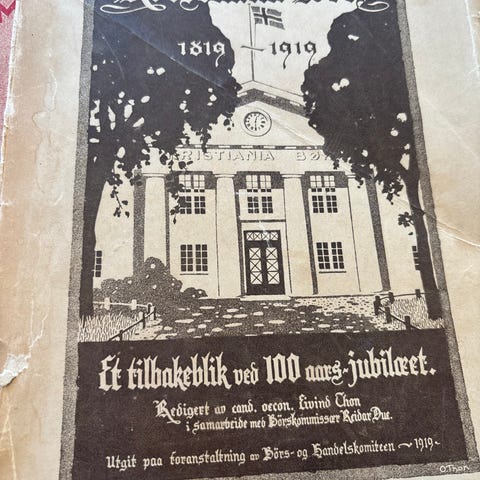 1819 ~ 1919
KRISTIANIA BØ
Et tilbakeblik ved 100 aars-jubilæet.
Redigert av cand. oecon. Eivind Thon
i samarbeide med Börskommissær Reidar Due.
Utgit paa foranstaltning av Börs- og Handelskomiteen ~ 1919 ~
O.Thon